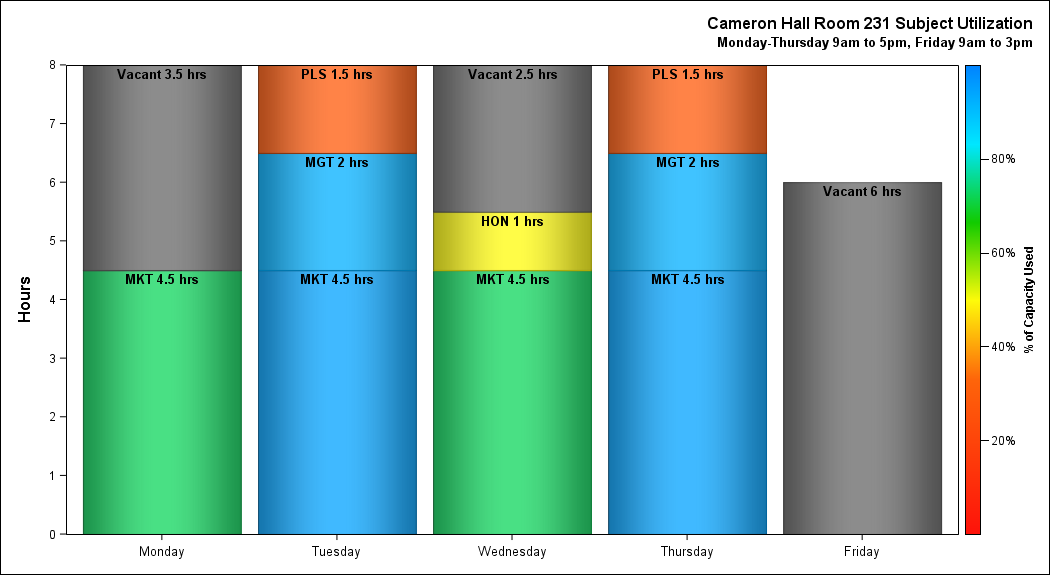 Cameron Hall Room 231 Subject Utilization
Monday-Thursday 9am to 5pm, Friday 9am to 3pm
Hours
8
7
6
5
4
3
2
1
0
Vacant 3.5 hrs
MKT 4.5 hrs
PLS 1.5 hrs
MGT 2 hrs
MKT 4.5 hrs
Vacant 2.5 hrs
HON 1 hrs
MKT 4.5 hrs
PLS 1.5 hrs
MGT 2 hrs
MKT 4.5 hrs
Vacant 6 hrs
Monday
Tuesday
Wednesday
Thursday
Friday
80%
60%
40%
20%
% of Capacity Used